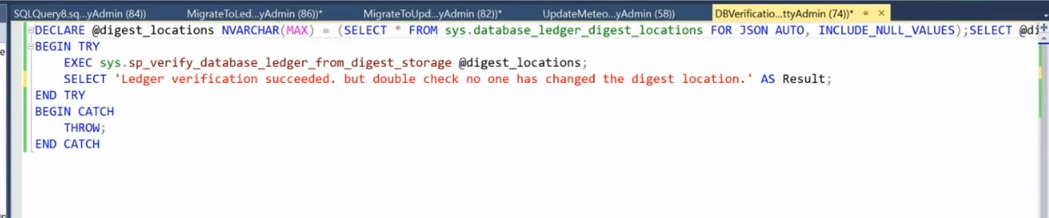 SQLQuery8.sq...yAdmin (84)) MigrateToLed...yAdmin (86))* MigrateToUpd...yAdmin (82))* UpdateMeteo...yAdmin (58)) DBVerificatio...ttyAdmin (74))*
DECLARE @digest_locations NVARCHAR(MAX) = (SELECT * FROM sys.database_ledger_digest_locations FOR JSON AUTO, INCLUDE_NULL_VALUES);SELECT @di
BEGIN TRY
EXEC sys.sp_verify_database_ledger_from_digest_storage @digest_locations;
SELECT 'Ledger verification succeeded. but double check no one has changed the digest location.' AS Result;
END TRY
BEGIN CATCH
THROW;
END CATCH